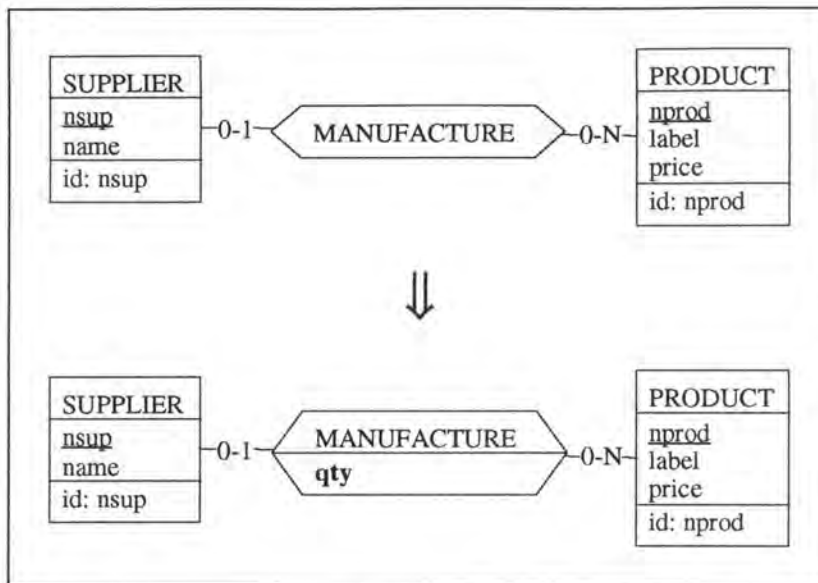 SUPPLIER
nsup
name
id: nsup
0-1
MANUFACTURE
0-N
PRODUCT
nprod
label
price
id: nprod
SUPPLIER
nsup
name
id: nsup
0-1
MANUFACTURE
qty
0-N
PRODUCT
nprod
label
price
id: nprod